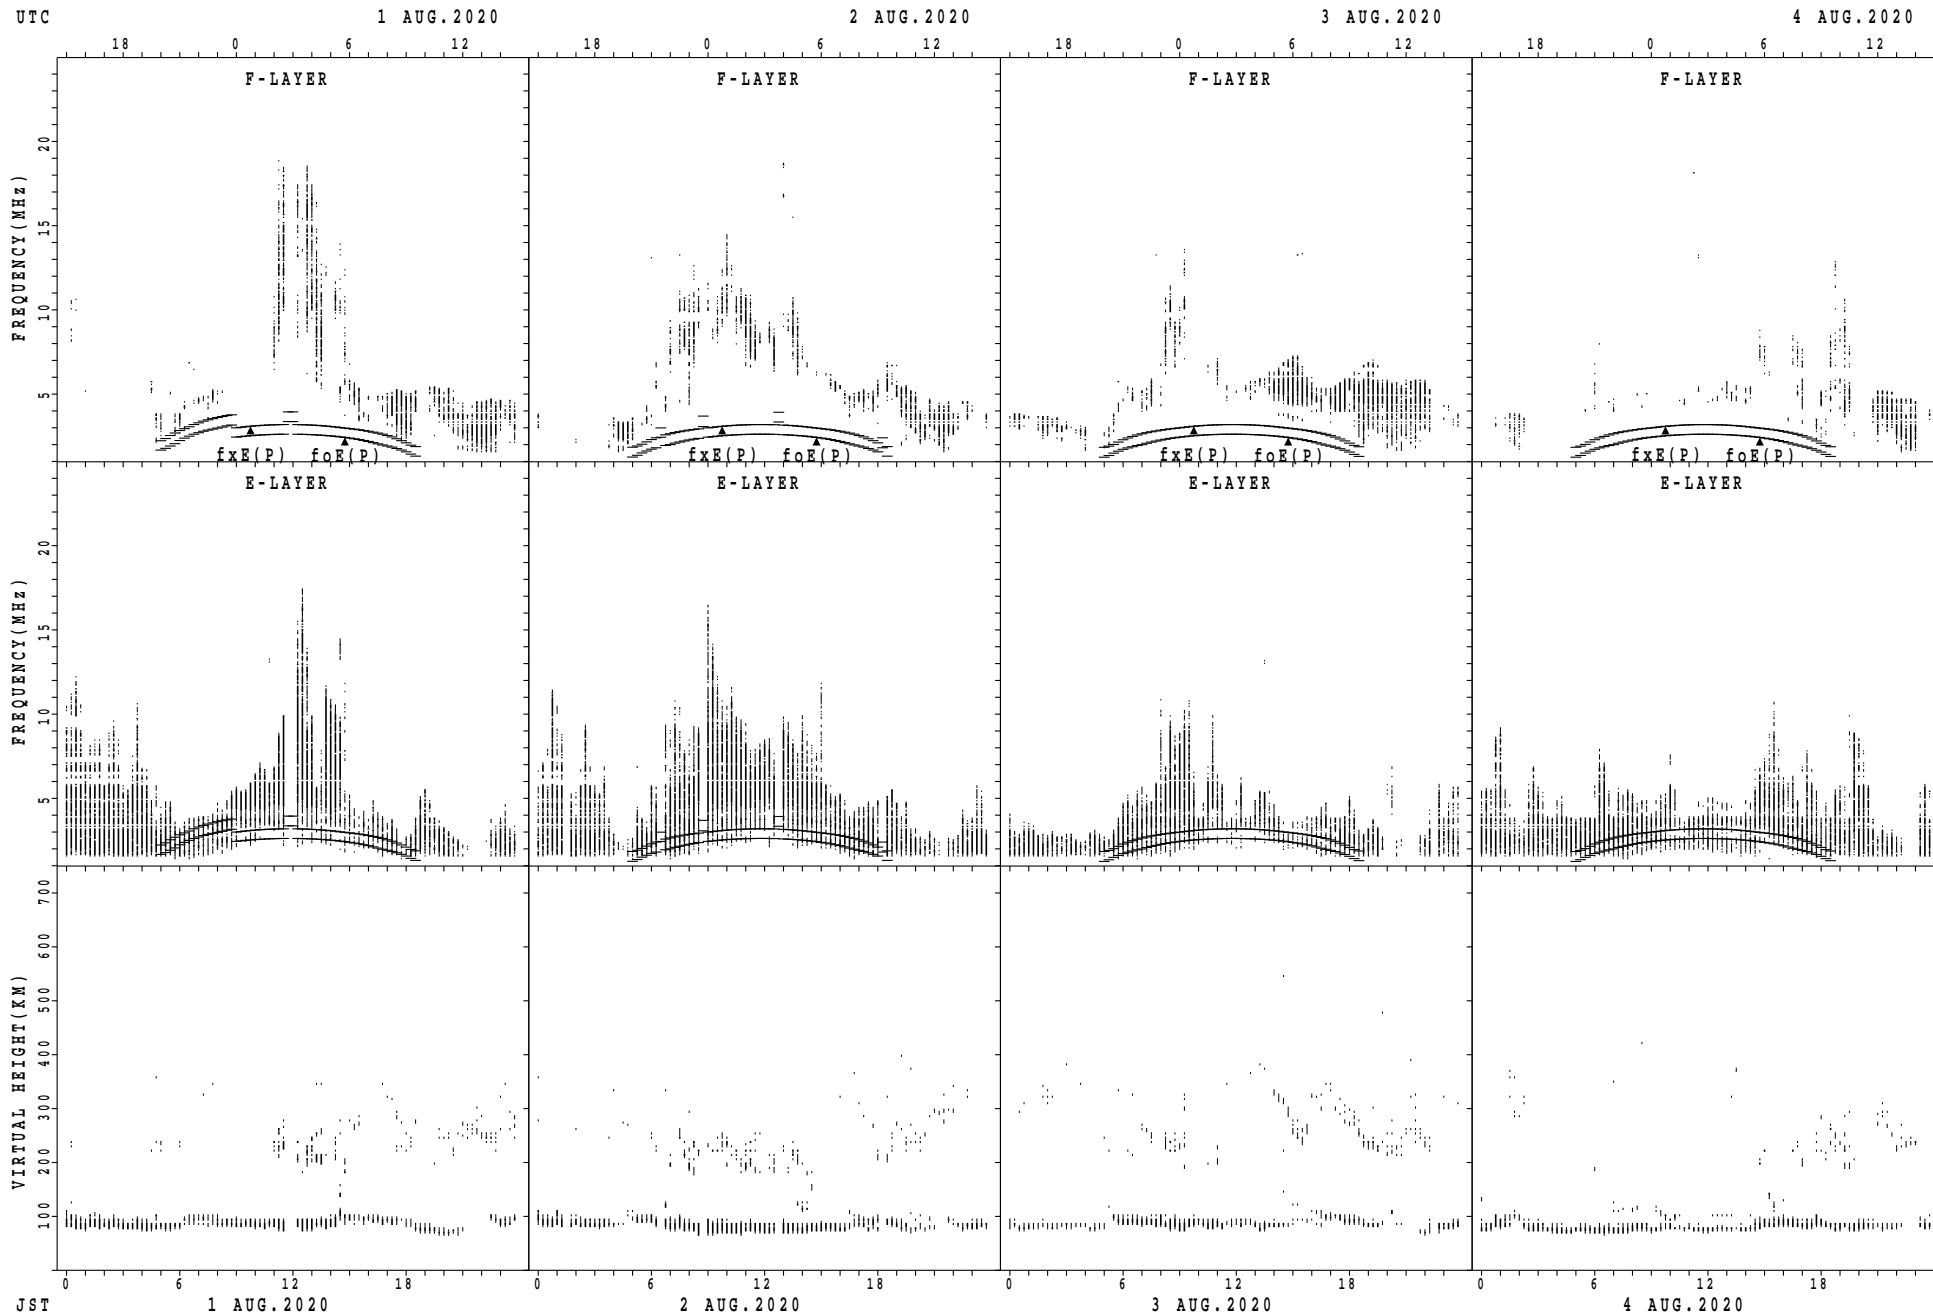 UTC 1 AUG.2020 2 AUG.2020 3 AUG.2020 4 AUG.2020
18 0 6 12 18 0 6 12 18 0 6 12 18 0 6 12
F-LAYER F-LAYER F-LAYER F-LAYER
FREQUENCY(MHz)
20
15
10
5
fxE(P) foE(P) fxE(P) foE(P) fxE(P) foE(P) fxE(P) foE(P)
E-LAYER E-LAYER E-LAYER E-LAYER
FREQUENCY(MHz)
20
15
10
5
VIRTUAL HEIGHT(KM)
700
600
500
400
300
200
100
0 6 12 18 0 6 12 18 0 6 12 18 0 6 12 18
JST 1 AUG.2020 2 AUG.2020 3 AUG.2020 4 AUG.2020